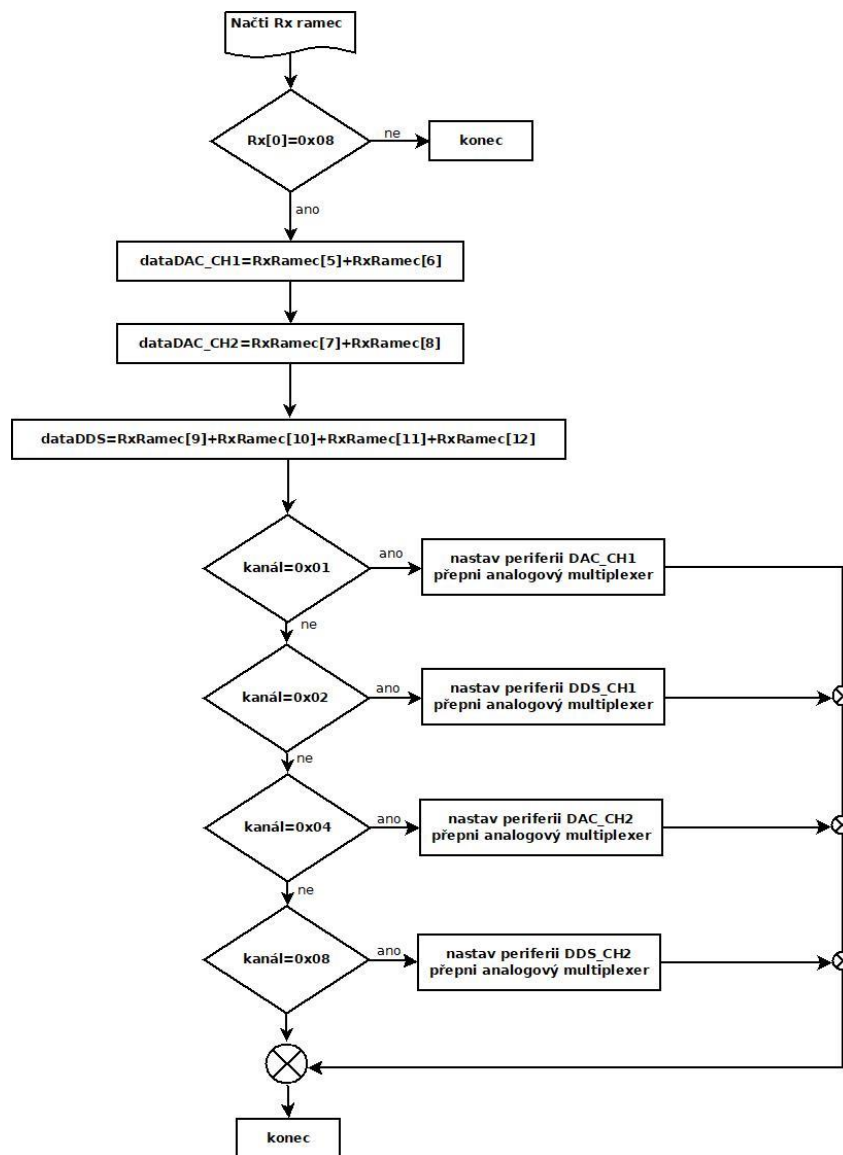 Načti Rx ramec
Rx[0]=0x08
ne
konec
ano
dataDAC_CH1=RxRamec[5]+RxRamec[6]
dataDAC_CH2=RxRamec[7]+RxRamec[8]
dataDDS=RxRamec[9]+RxRamec[10]+RxRamec[11]+RxRamec[12]
kanál=0x01
ano
nastav periferii DAC_CH1
přepni analogový multiplexer
ne
kanál=0x02
ano
nastav periferii DDS_CH1
přepni analogový multiplexer
ne
kanál=0x04
ano
nastav periferii DAC_CH2
přepni analogový multiplexer
ne
kanál=0x08
ano
nastav periferii DDS_CH2
přepni analogový multiplexer
konec